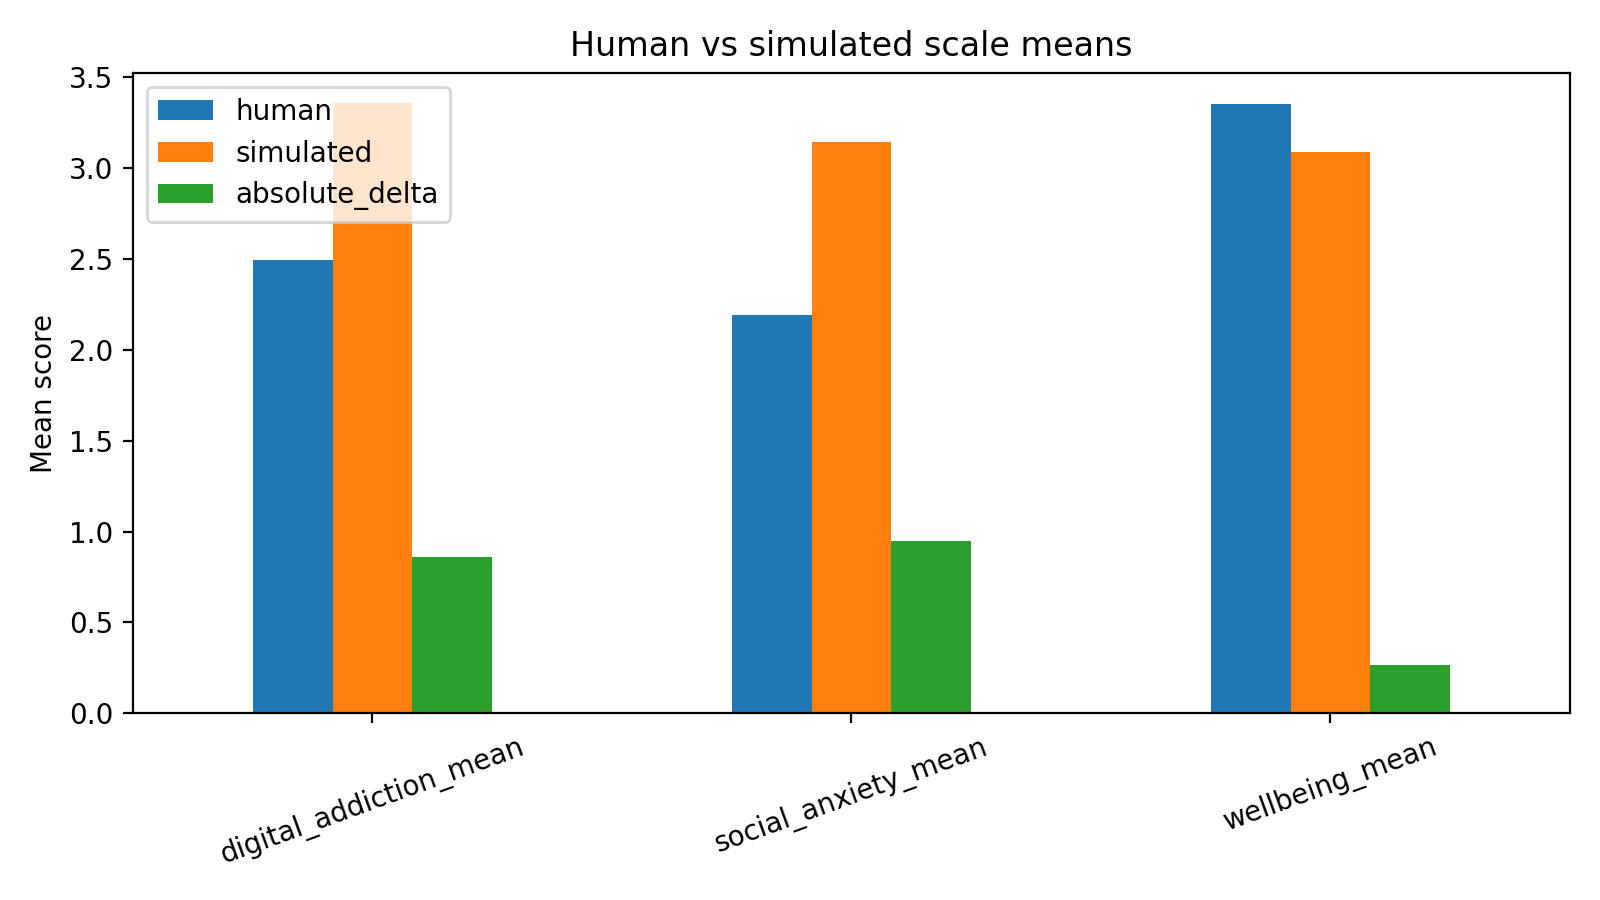 Human vs simulated scale means
3.5
3.0
2.5
2.0
1.5
1.0
0.5
0.0
Mean score
human
simulated
absolute_delta
digital_addiction_mean
social_anxiety_mean
wellbeing_mean